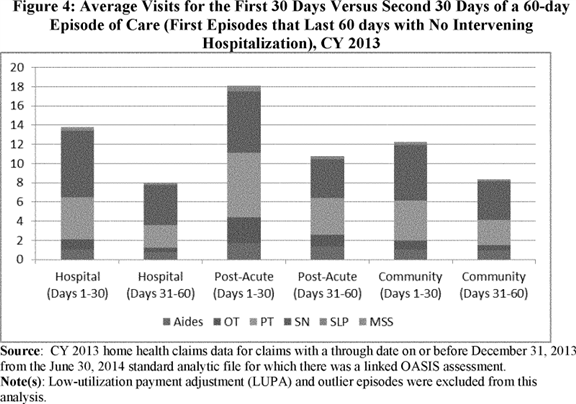 Figure 4: Average Visits for the First 30 Days Versus Second 30 Days of a 60-day
Episode of Care (First Episodes that Last 60 days with No Intervening
Hospitalization), CY 2013
20
18
16
14
12
10
8
6
4
2
0
Hospital Hospital Post-Acute Post-Acute Community Community
(Days 1-30) (Days 31-60) (Days 1-30) (Days 31-60) (Days 1-30) (Days 31-60)
Aides OT PT SN SLP MSS
Source: CY 2013 home health claims data for claims with a through date on or before December 31, 2013
from the June 30, 2014 standard analytic file for which there was a linked OASIS assessment.
Note(s): Low-utilization payment adjustment (LUPA) and outlier episodes were excluded from this
analysis.